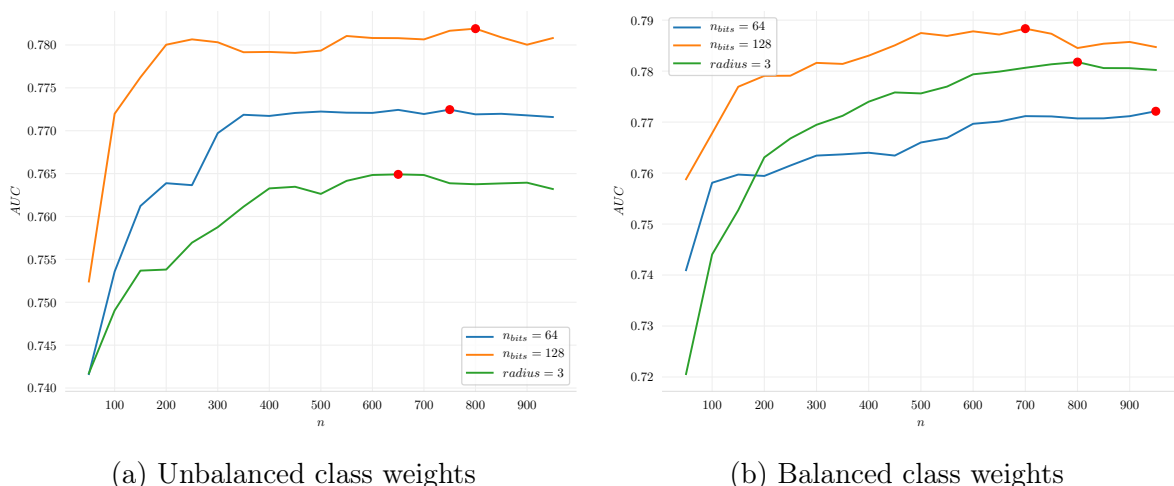 0.780
0.775
0.770
0.765
0.760
0.755
0.750
0.745
0.740
AUC
100 200 300 400 500 600 700 800 900
n
n_bits = 64
n_bits = 128
radius = 3
(a) Unbalanced class weights
0.79
0.78
0.77
0.76
0.75
0.74
0.73
0.72
AUC
100 200 300 400 500 600 700 800 900
n
n_bits = 64
n_bits = 128
radius = 3
(b) Balanced class weights